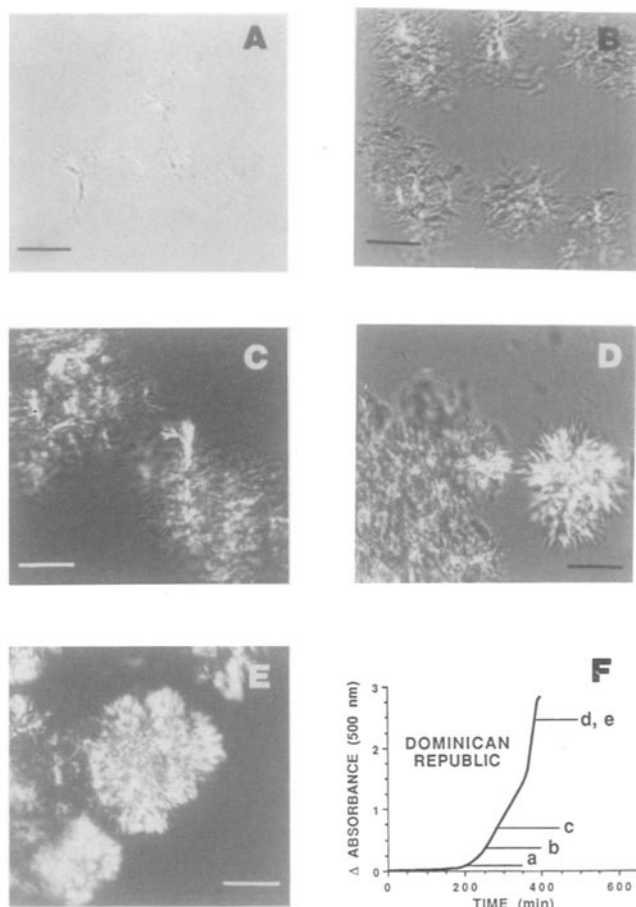 A
B
C
D
E
F
3
2
1
0
Δ ABSORBANCE (500 nm)
DOMINICAN
REPUBLIC
d, e
c
b
a
0
200
400
600
TIME (min)